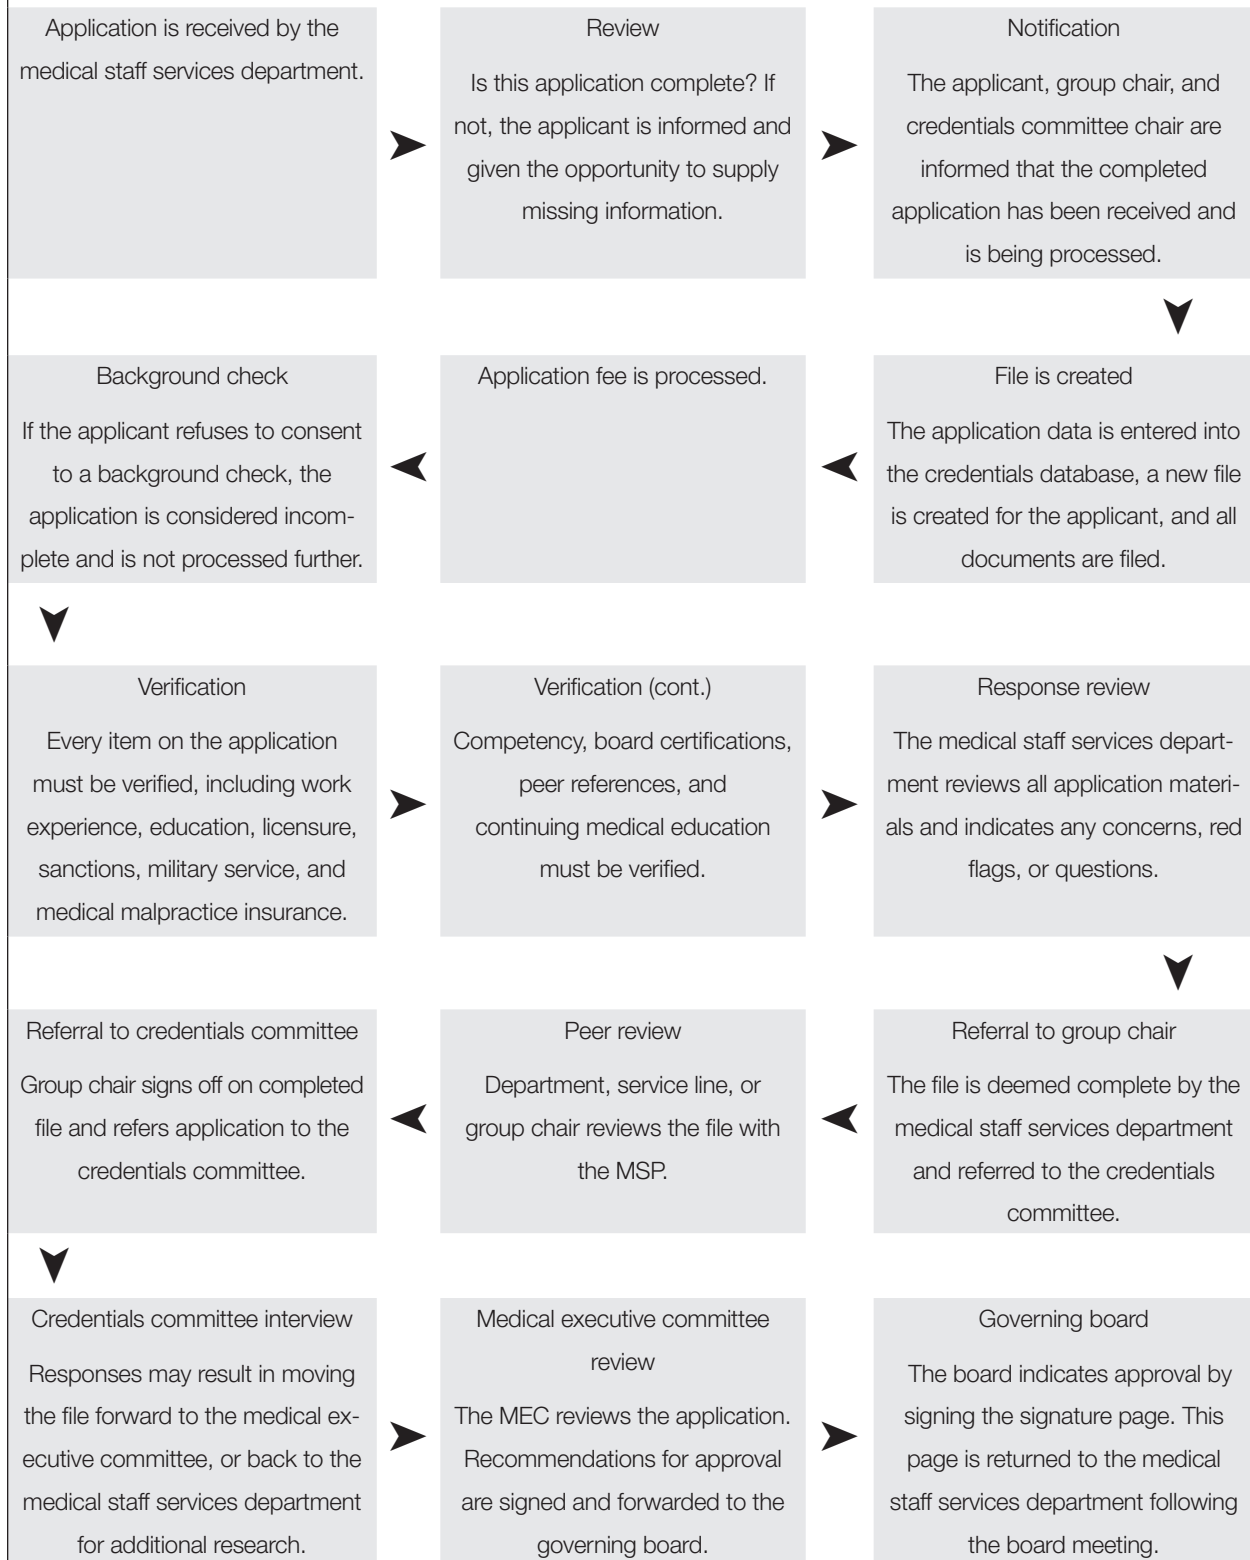 Application is received by the
medical staff services department.
Review
Is this application complete? If
not, the applicant is informed and
given the opportunity to supply
missing information.
Notification
The applicant, group chair, and
credentials committee chair are
informed that the completed
application has been received and
is being processed.
File is created
The application data is entered into
the credentials database, a new file
is created for the applicant, and all
documents are filed.
Application fee is processed.
Background check
If the applicant refuses to consent
to a background check, the
application is considered incom-
plete and is not processed further.
Verification
Every item on the application
must be verified, including work
experience, education, licensure,
sanctions, military service, and
medical malpractice insurance.
Verification (cont.)
Competency, board certifications,
peer references, and
continuing medical education
must be verified.
Response review
The medical staff services depart-
ment reviews all application materi-
als and indicates any concerns, red
flags, or questions.
Referral to group chair
The file is deemed complete by the
medical staff services department
and referred to the credentials
committee.
Peer review
Department, service line, or
group chair reviews the file with
the MSP.
Referral to credentials committee
Group chair signs off on completed
file and refers application to the
credentials committee.
Credentials committee interview
Responses may result in moving
the file forward to the medical ex-
ecutive committee, or back to the
medical staff services department
for additional research.
Medical executive committee
review
The MEC reviews the application.
Recommendations for approval
are signed and forwarded to the
governing board.
Governing board
The board indicates approval by
signing the signature page. This
page is returned to the medical
staff services department following
the board meeting.